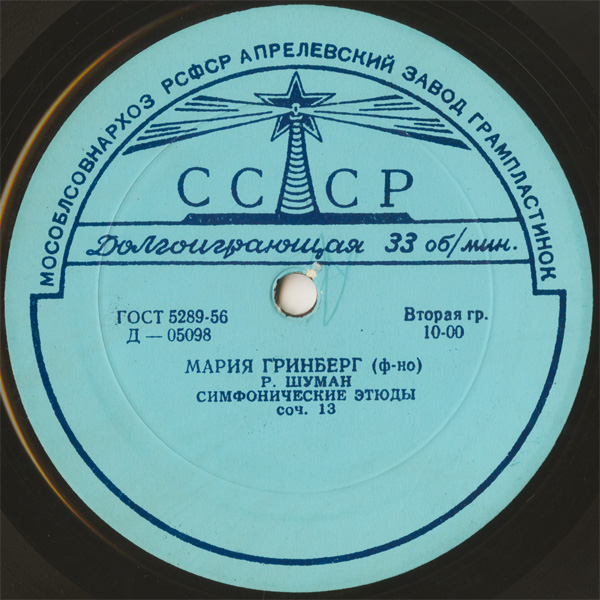 МОСОБЛСОВНАРХОЗ РСФСР АПРЕЛЕВСКИЙ ЗАВОД ГРАМПЛАСТИНОК
СССР
Долгоиграющая 33 об/мин.
ГОСТ 5289-56
Д — 05098
Вторая гр.
10-00
МАРИЯ ГРИНБЕРГ (ф-но)
Р. ШУМАН
СИМФОНИЧЕСКИЕ ЭТЮДЫ
соч. 13